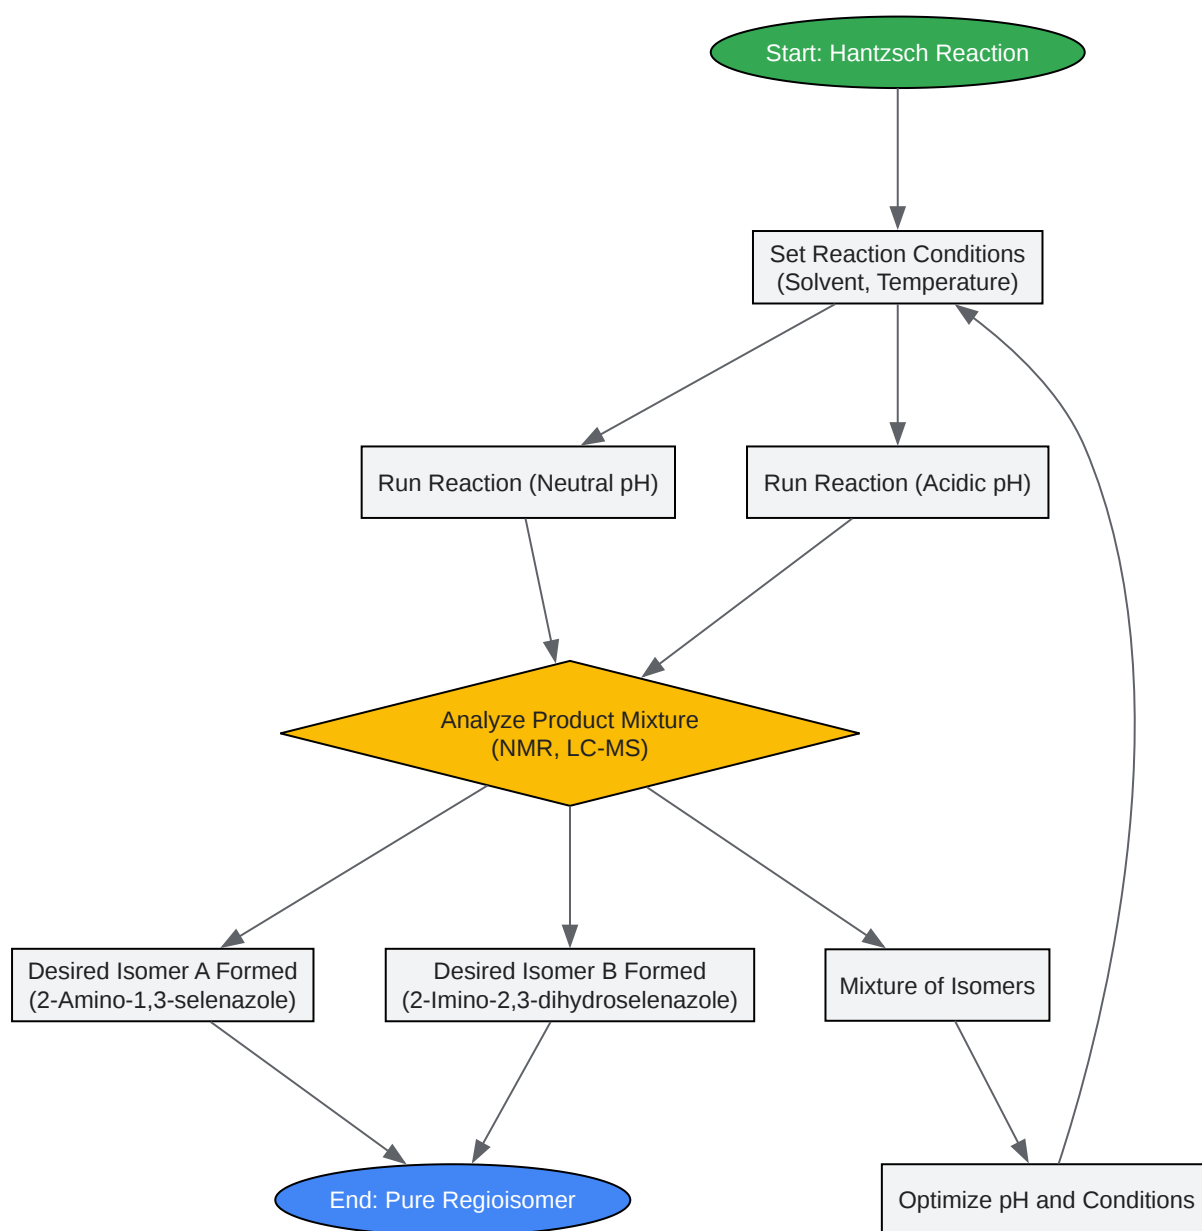 Start: Hantzsch Reaction
Set Reaction Conditions
(Solvent, Temperature)
Run Reaction (Neutral pH)
Run Reaction (Acidic pH)
Analyze Product Mixture
(NMR, LC-MS)
Desired Isomer A Formed
(2-Amino-1,3-selenazole)
Desired Isomer B Formed
(2-Imino-2,3-dihydroselenazole)
Mixture of Isomers
End: Pure Regioisomer
Optimize pH and Conditions